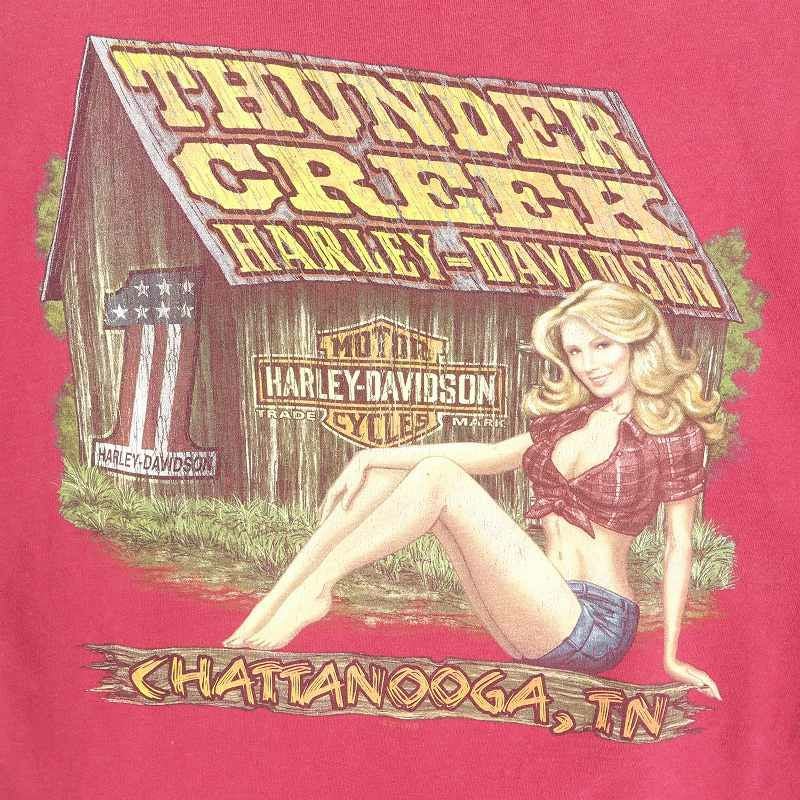 THUNDER
CREEK
HARLEY-DAVIDSON
MOTOR
HARLEY-DAVIDSON
TRADE MARK
CYCLES
HARLEY-DAVIDSON
CHATTANOOGA, TN